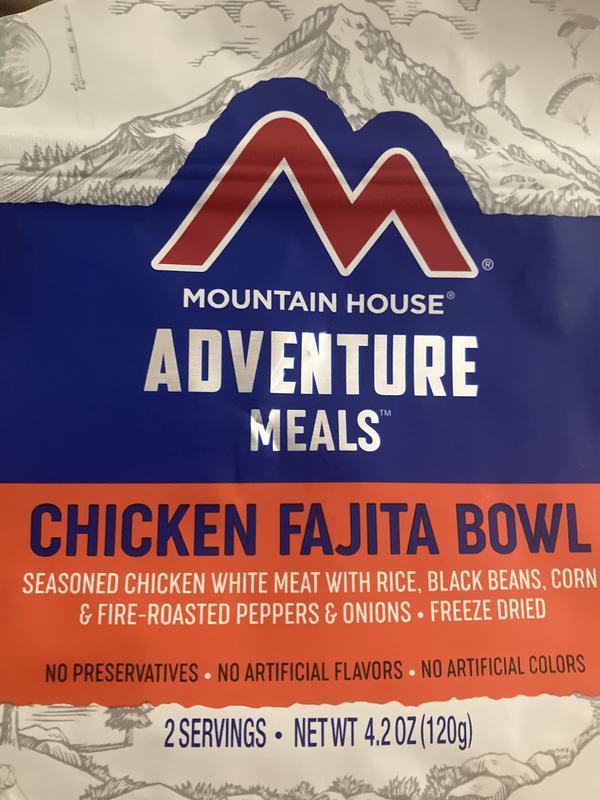 MOUNTAIN HOUSE®
ADVENTURE
MEALS™
CHICKEN FAJITA BOWL
SEASONED CHICKEN WHITE MEAT WITH RICE, BLACK BEANS, CORN
& FIRE-ROASTED PEPPERS & ONIONS • FREEZE DRIED
NO PRESERVATIVES • NO ARTIFICIAL FLAVORS • NO ARTIFICIAL COLORS
2 SERVINGS • NET WT 4.2 OZ (120g)